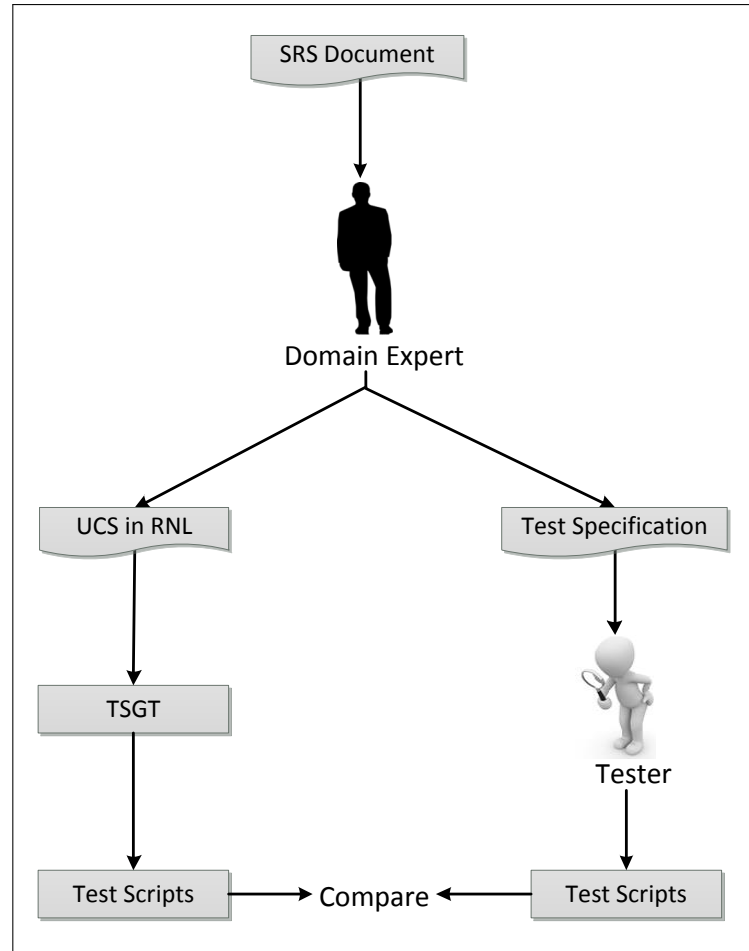 SRS Document
Domain Expert
UCS in RNL
Test Specification
TSGT
Tester
Test Scripts
Compare
Test Scripts